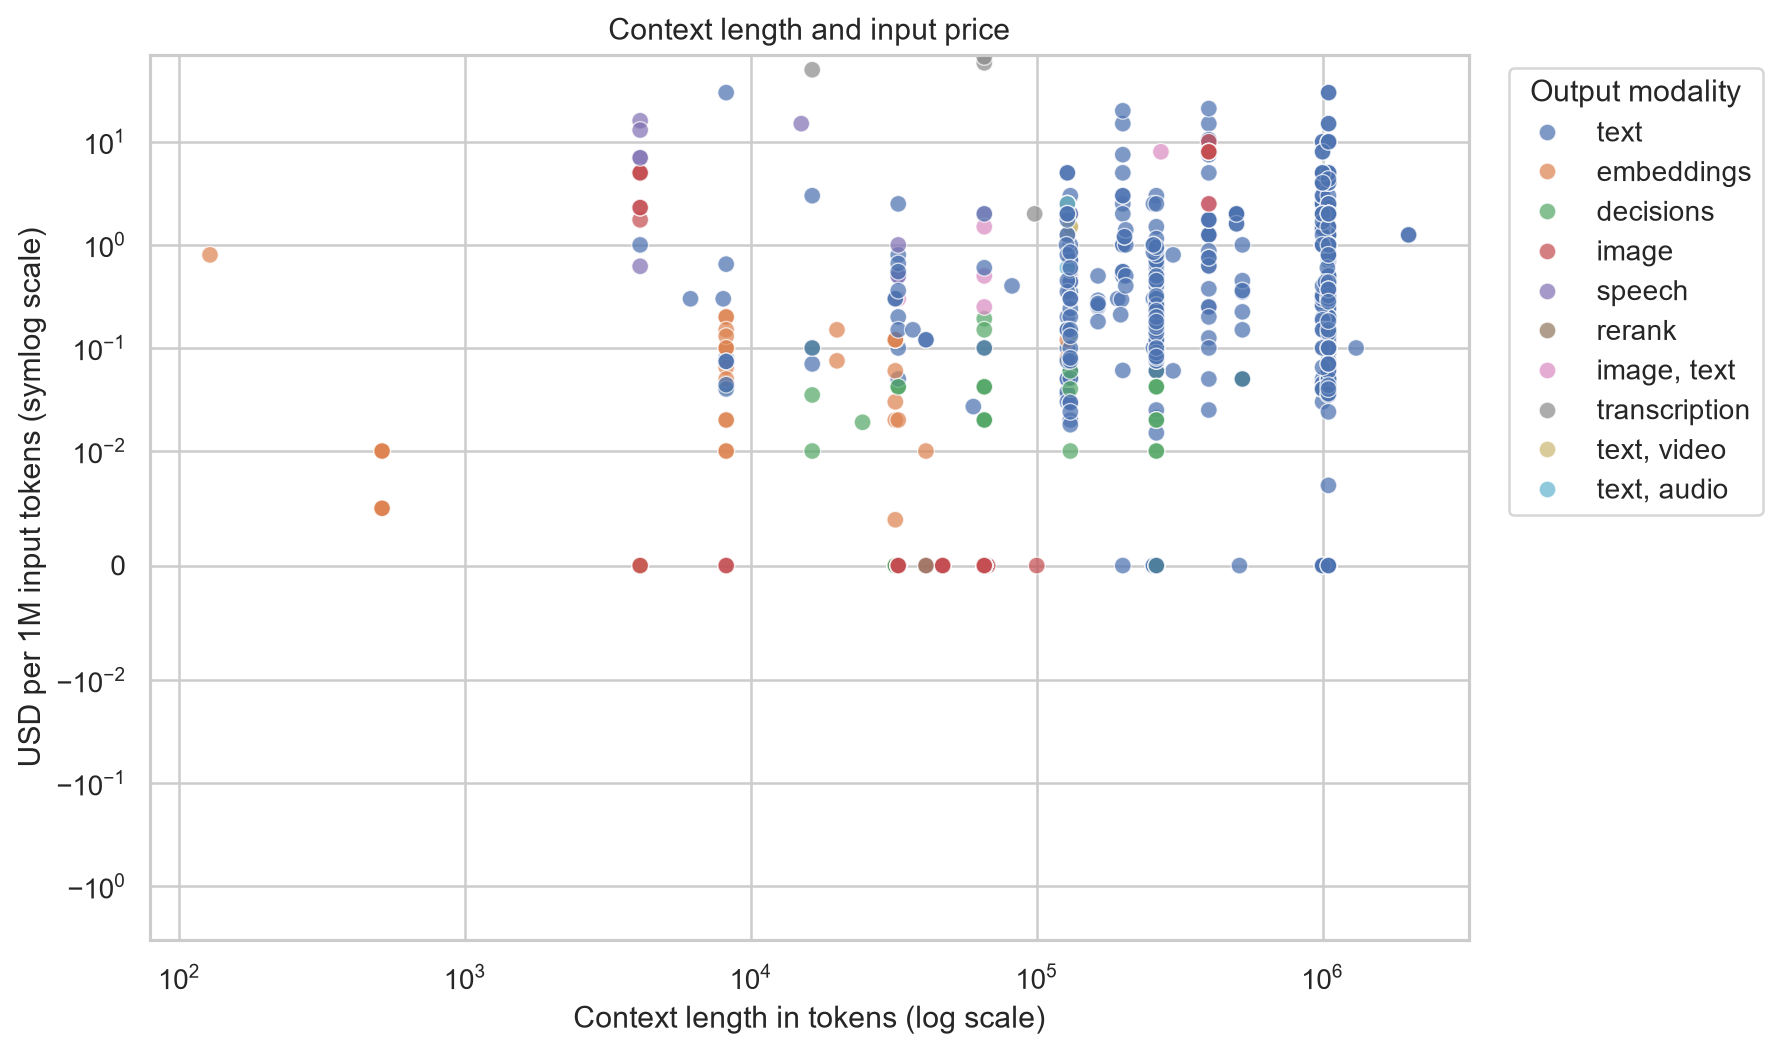 Context length and input price
USD per 1M input tokens (symlog scale)
10¹
10⁰
10⁻¹
10⁻²
0
−10⁻²
−10⁻¹
−10⁰
10²
10³
10⁴
10⁵
10⁶
Context length in tokens (log scale)
Output modality
text
embeddings
decisions
image
speech
rerank
image, text
transcription
text, video
text, audio